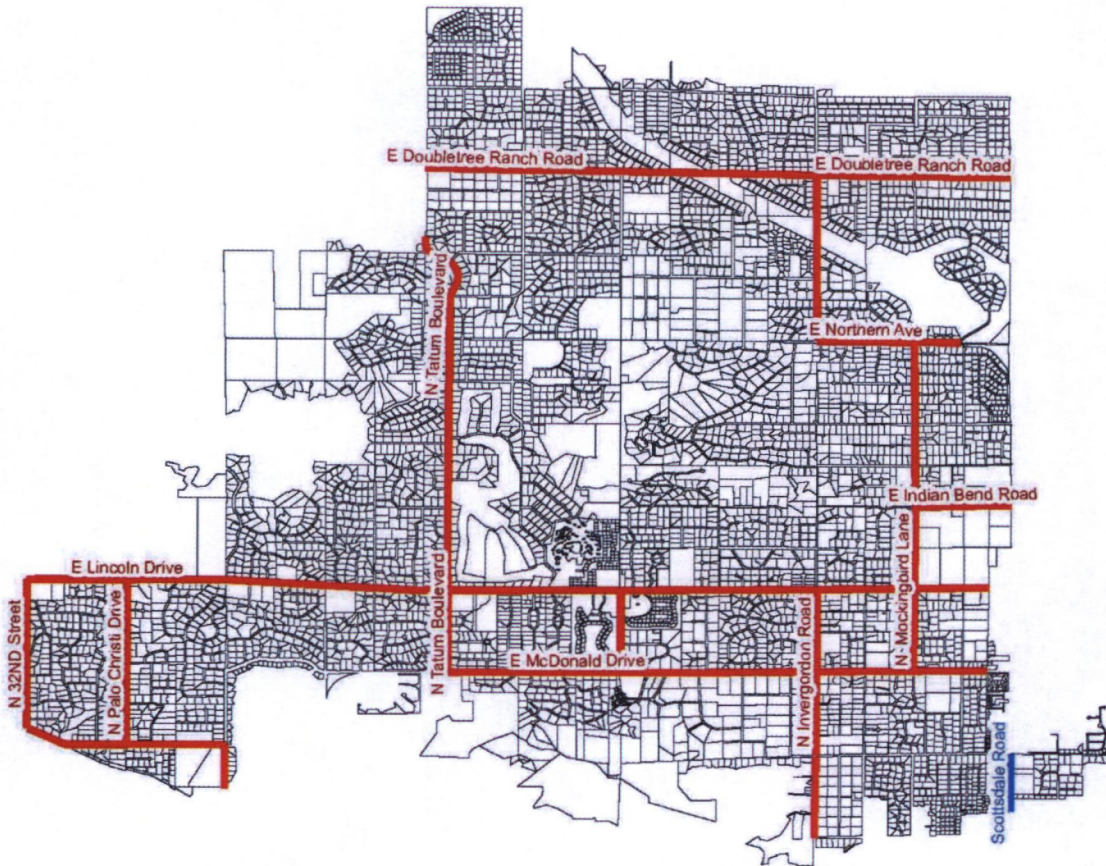 E Doubletree Ranch Road
E Doubletree Ranch Road
N Tatum Boulevard
E Northern Ave
E Indian Bend Road
N Mockingbird Lane
E Lincoln Drive
N Tatum Boulevard
N 32ND Street
N Palo Christi Drive
E McDonald Drive
N Invergordon Road
Scottsdale Road